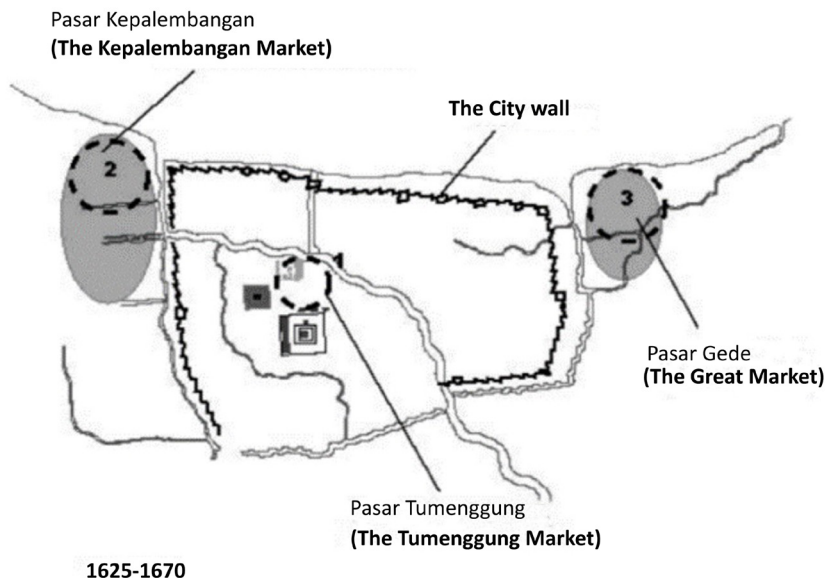 Pasar Kepalembangan
(The Kepalembangan Market)
The City wall
2
3
Pasar Gede
(The Great Market)
Pasar Tumenggung
(The Tumenggung Market)
1625-1670